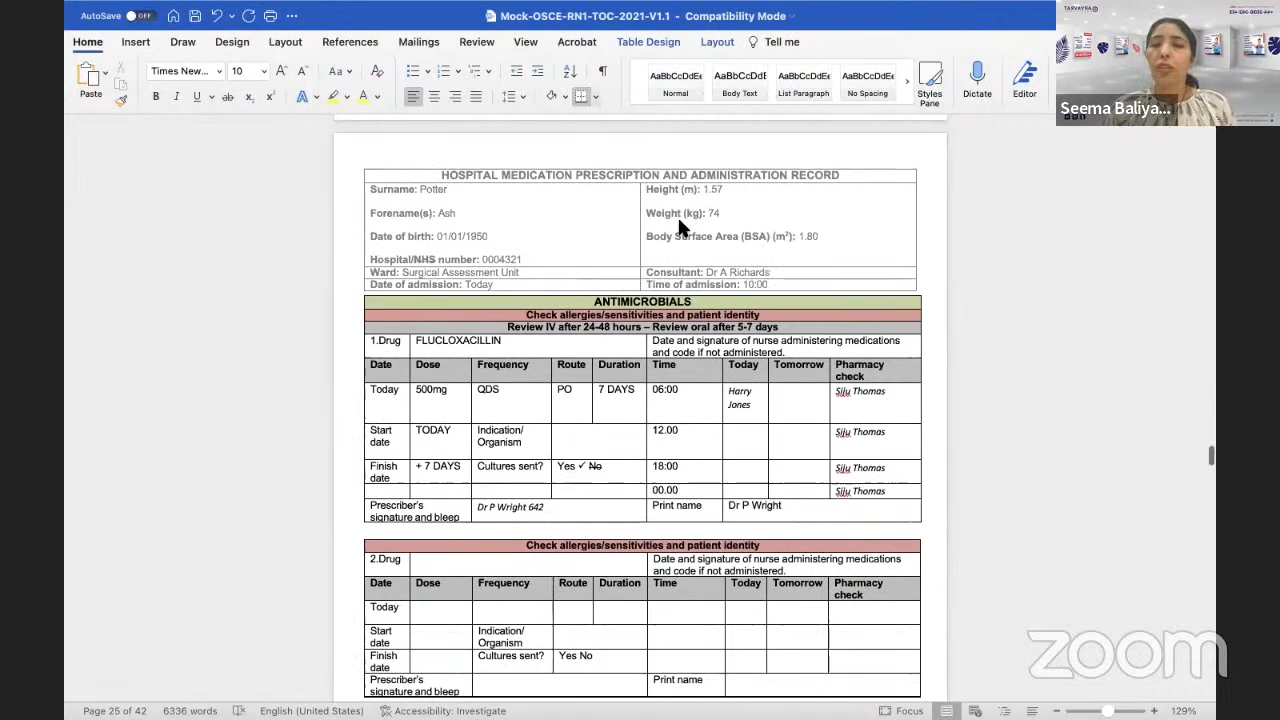 AutoSave OFF
Mock-OSCE-RN1-TOC-2021-V1.1 - Compatibility Mode
Home Insert Draw Design Layout References Mailings Review View Acrobat Table Design Layout Tell me
Paste
Times New... 10
AaBbCcDdEe AaBbCcDdE AaBbCcDdEe AaBbCcDdEe
Normal Body Text List Paragraph No Spacing
Styles Pane
Dictate
Editor
Seema Baliya...
HOSPITAL MEDICATION PRESCRIPTION AND ADMINISTRATION RECORD
Surname: Potter Height (m): 1.57
Forename(s): Ash Weight (kg): 74
Date of birth: 01/01/1950 Body Surface Area (BSA) (m²): 1.80
Hospital/NHS number: 0004321
Ward: Surgical Assessment Unit Consultant: Dr A Richards
Date of admission: Today Time of admission: 10:00
ANTIMICROBIALS
Check allergies/sensitivities and patient identity
Review IV after 24-48 hours – Review oral after 5-7 days
1.Drug FLUCLOXACILLIN Date and signature of nurse administering medications
and code if not administered.
Date Dose Frequency Route Duration Time Today Tomorrow Pharmacy
check
Today 500mg QDS PO 7 DAYS 06:00 Harry Siju Thomas
Jones
Start TODAY Indication/ 12.00 Siju Thomas
date Organism
Finish + 7 DAYS Cultures sent? Yes ✓ No 18:00 Siju Thomas
date
00.00 Siju Thomas
Prescriber's Dr P Wright 642 Print name Dr P Wright
signature and bleep
Check allergies/sensitivities and patient identity
2.Drug Date and signature of nurse administering medications
and code if not administered.
Date Dose Frequency Route Duration Time Today Tomorrow Pharmacy
check
Today
Start Indication/
date Organism
Finish Cultures sent? Yes No
date
Prescriber's Print name
signature and bleep
zoom
Page 25 of 42 6336 words English (United States) Accessibility: Investigate Focus 129%